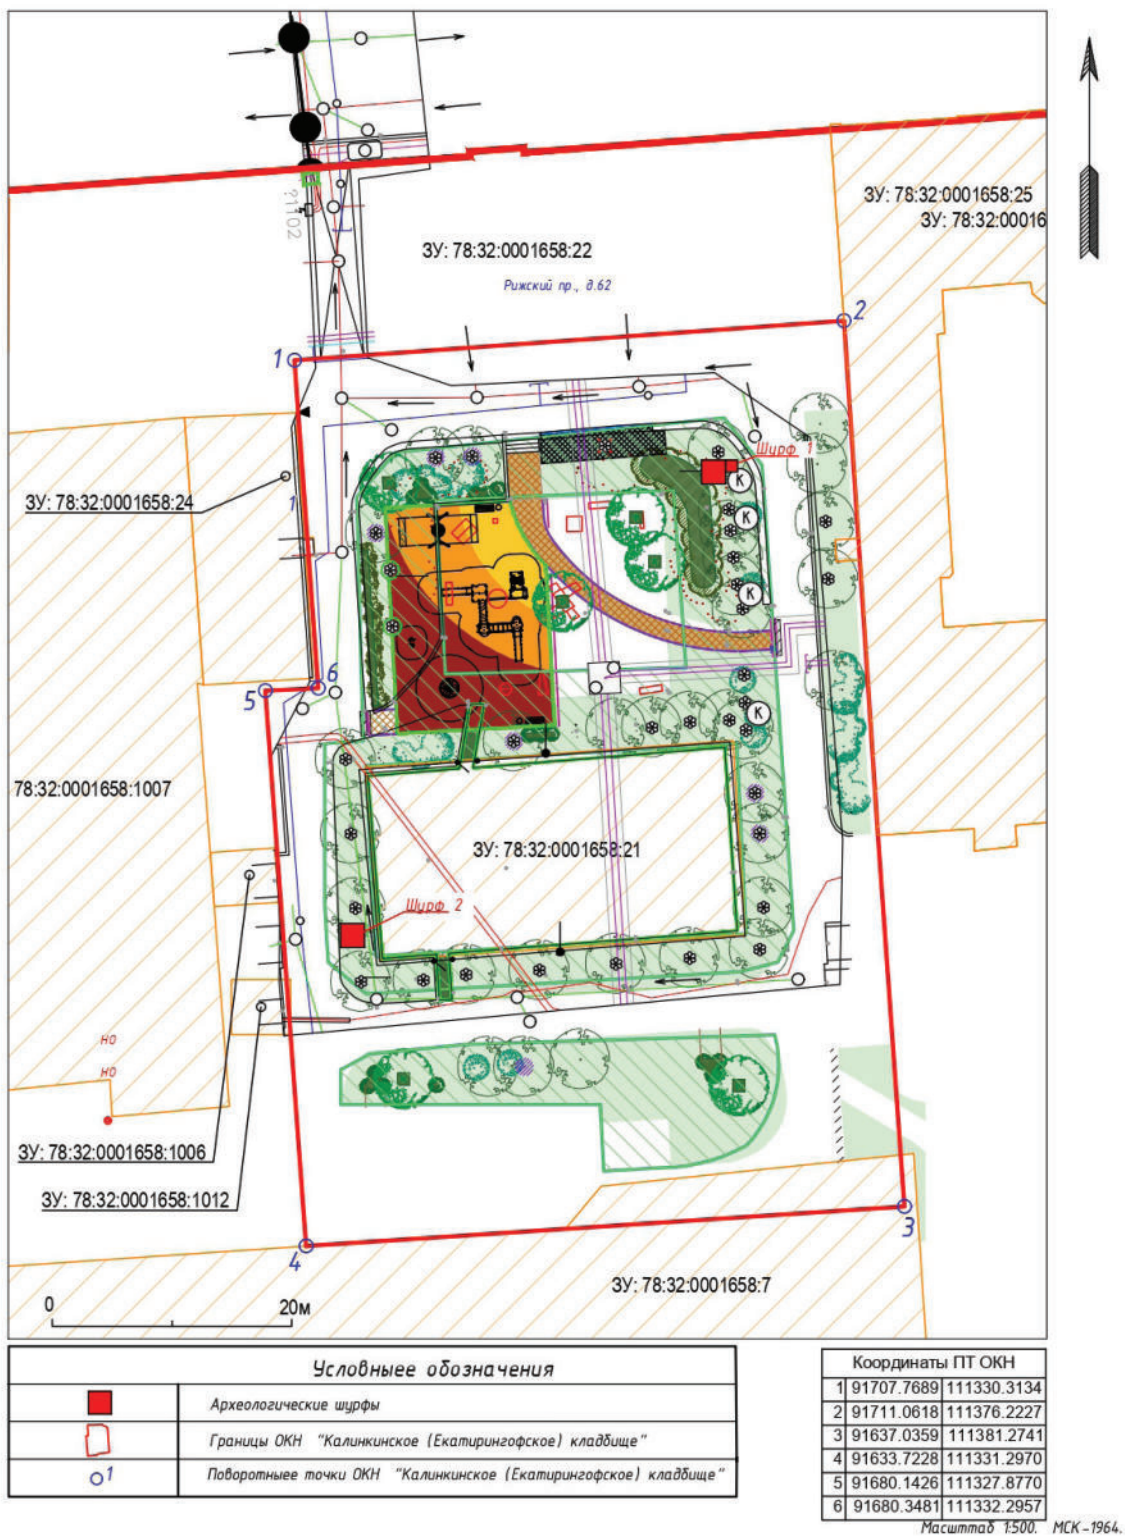 ?1102
ЗУ: 78:32:0001658:25
ЗУ: 78:32:00016
ЗУ: 78:32:0001658:22
Рижский пр., д.62
2
1
Шурф 1
К
ЗУ: 78:32:0001658:24
1
К
К
6
5
К
78:32:0001658:1007
ЗУ: 78:32:0001658:21
Шурф 2
НО
НО
ЗУ: 78:32:0001658:1006
ЗУ: 78:32:0001658:1012
3
4
ЗУ: 78:32:0001658:7
0 20м
Условныее обозначения
Археологические шурфы
Границы ОКН "Калинкинское (Екатирингофское) кладбище"
1 Поворотныее точки ОКН "Калинкинское (Екатирингофское) кладбище"
Координаты ПТ ОКН
1 91707.7689 111330.3134
2 91711.0618 111376.2227
3 91637.0359 111381.2741
4 91633.7228 111331.2970
5 91680.1426 111327.8770
6 91680.3481 111332.2957
Масштаб 1:500. МСК-1964.